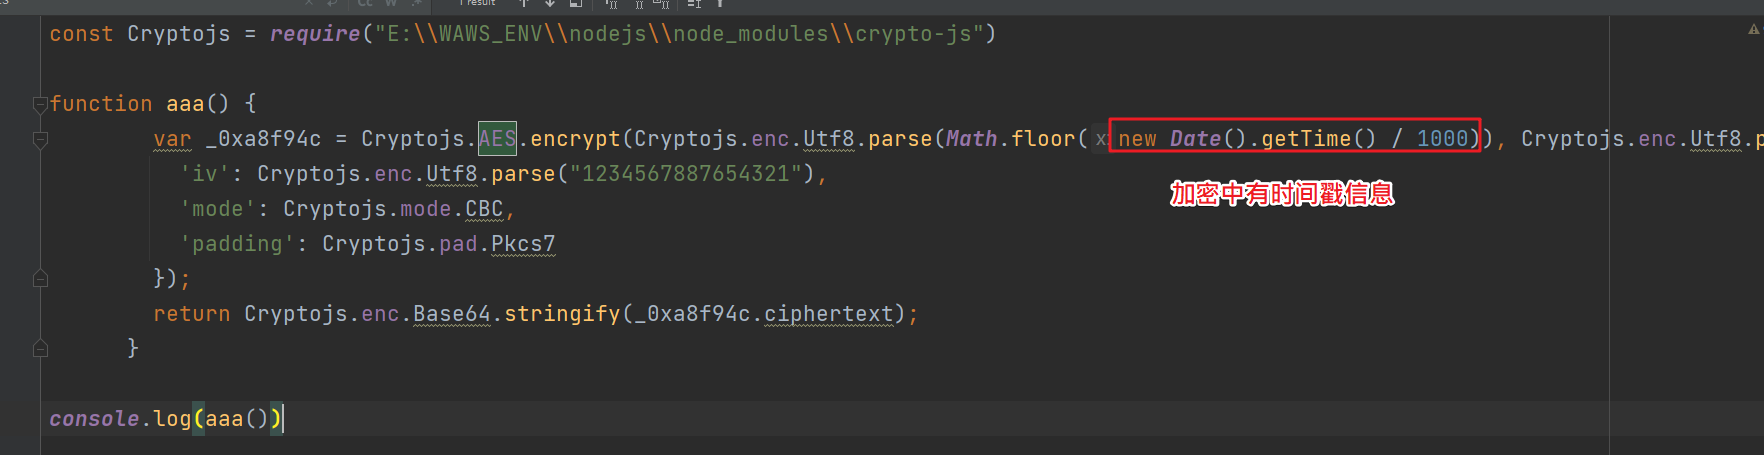 Cc W .* 1 result
const Cryptojs = require("E:\\WAWS_ENV\\nodejs\\node_modules\\crypto-js")
function aaa() {
var _0xa8f94c = Cryptojs.AES.encrypt(Cryptojs.enc.Utf8.parse(Math.floor( x: new Date().getTime() / 1000)), Cryptojs.enc.Utf8.p
'iv': Cryptojs.enc.Utf8.parse("1234567887654321"),
加密中有时间戳信息
'mode': Cryptojs.mode.CBC,
'padding': Cryptojs.pad.Pkcs7
});
return Cryptojs.enc.Base64.stringify(_0xa8f94c.ciphertext);
}
console.log(aaa())